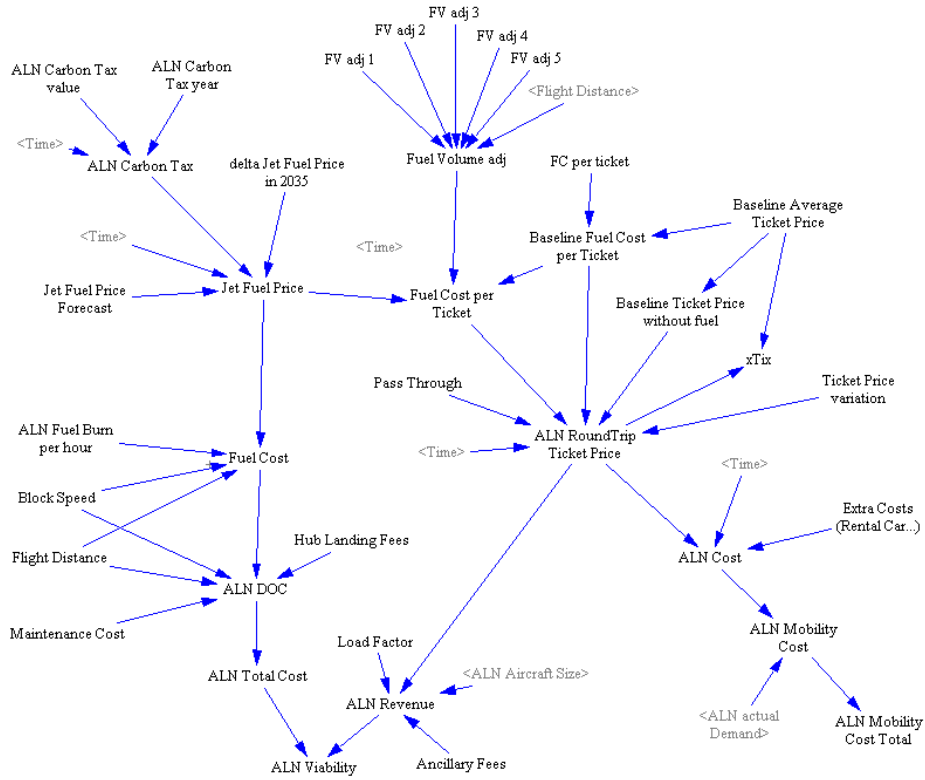 FV adj 3
FV adj 2
FV adj 4
FV adj 1
FV adj 5
ALN Carbon Tax
value
ALN Carbon
Tax year
<Flight Distance>
<Time>
ALN Carbon Tax
delta Jet Fuel Price
in 2035
Fuel Volume adj
FC per ticket
Baseline Average
Ticket Price
<Time>
<Time>
Baseline Fuel Cost
per Ticket
Jet Fuel Price
Forecast
Jet Fuel Price
Fuel Cost per
Ticket
Baseline Ticket Price
without fuel
xTix
Pass Through
Ticket Price
variation
ALN Fuel Burn
per hour
<Time>
ALN RoundTrip
Ticket Price
Fuel Cost
<Time>
Block Speed
Extra Costs
(Rental Car...)
Flight Distance
Hub Landing Fees
ALN Cost
ALN DOC
Maintenance Cost
ALN Mobility
Cost
Load Factor
ALN Total Cost
<ALN Aircraft Size>
ALN Revenue
<ALN actual
Demand>
ALN Mobility
Cost Total
ALN Viability
Ancillary Fees